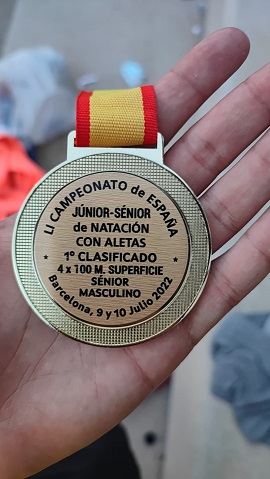 LI CAMPEONATO de ESPAÑA
JÚNIOR-SÉNIOR
de NATACIÓN
CON ALETAS
1º CLASIFICADO
4 x 100 M. SUPERFICIE
SÉNIOR
MASCULINO
Barcelona, 9 y 10 Julio 2022